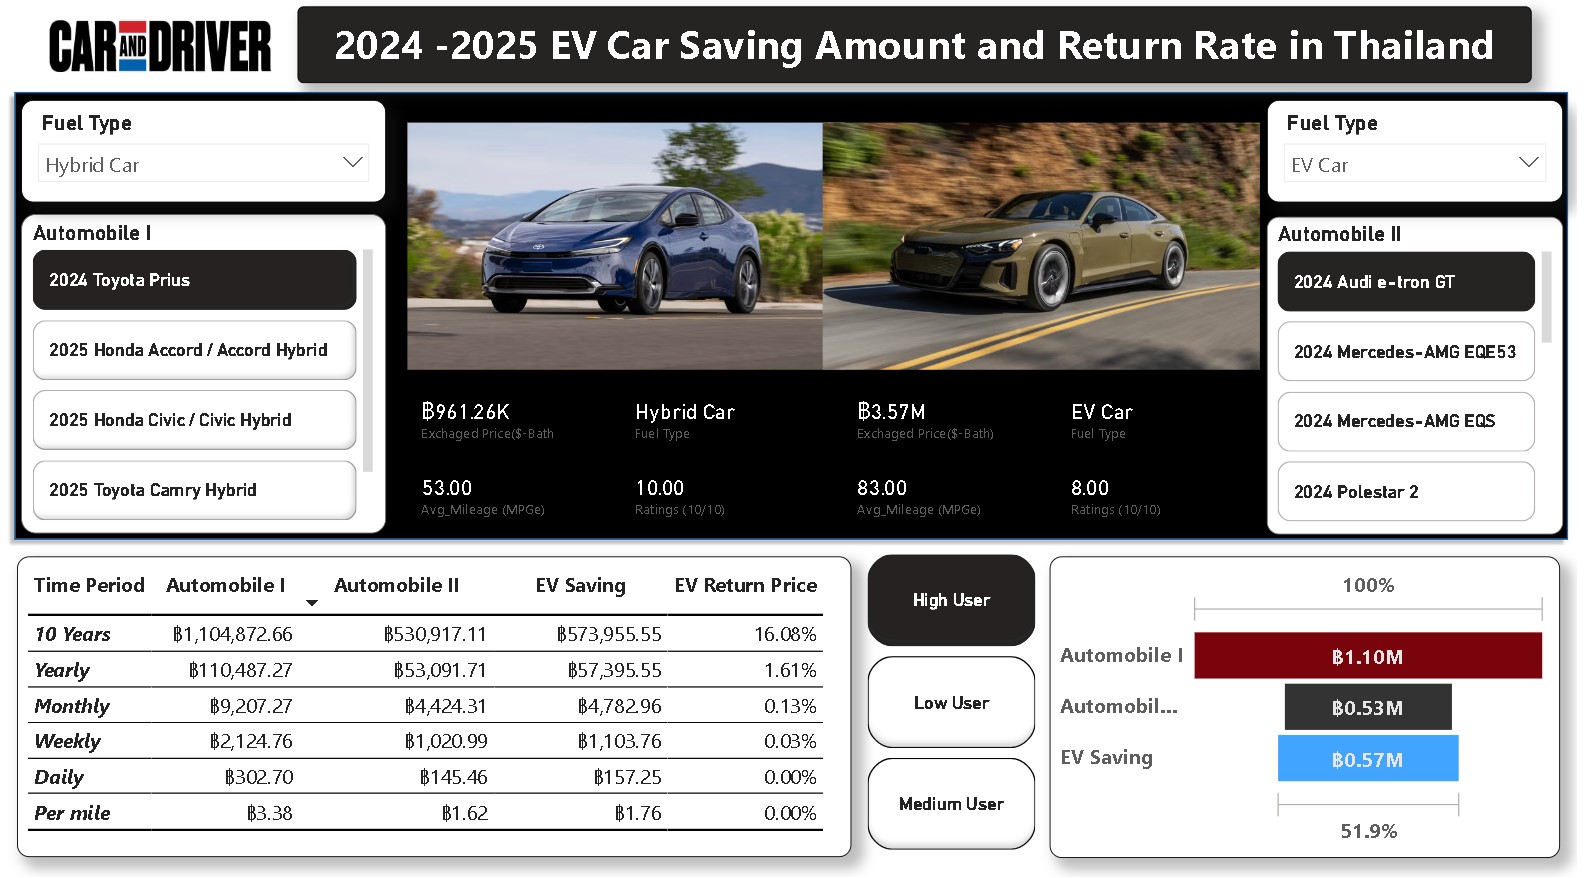 CAR AND DRIVER
2024 -2025 EV Car Saving Amount and Return Rate in Thailand
Fuel Type
Hybrid Car
Automobile I
2024 Toyota Prius
2025 Honda Accord / Accord Hybrid
2025 Honda Civic / Civic Hybrid
2025 Toyota Camry Hybrid
฿961.26K
Exchaged Price($-Bath
Hybrid Car
Fuel Type
฿3.57M
Exchaged Price($-Bath)
EV Car
Fuel Type
53.00
Avg_Mileage (MPGe)
10.00
Ratings (10/10)
83.00
Avg_Mileage (MPGe)
8.00
Ratings (10/10)
Fuel Type
EV Car
Automobile II
2024 Audi e-tron GT
2024 Mercedes-AMG EQE53
2024 Mercedes-AMG EQS
2024 Polestar 2
Time Period Automobile I Automobile II EV Saving EV Return Price
10 Years ฿1,104,872.66 ฿530,917.11 ฿573,955.55 16.08%
Yearly ฿110,487.27 ฿53,091.71 ฿57,395.55 1.61%
Monthly ฿9,207.27 ฿4,424.31 ฿4,782.96 0.13%
Weekly ฿2,124.76 ฿1,020.99 ฿1,103.76 0.03%
Daily ฿302.70 ฿145.46 ฿157.25 0.00%
Per mile ฿3.38 ฿1.62 ฿1.76 0.00%
High User
Low User
Medium User
100%
Automobile I ฿1.10M
Automobil... ฿0.53M
EV Saving ฿0.57M
51.9%